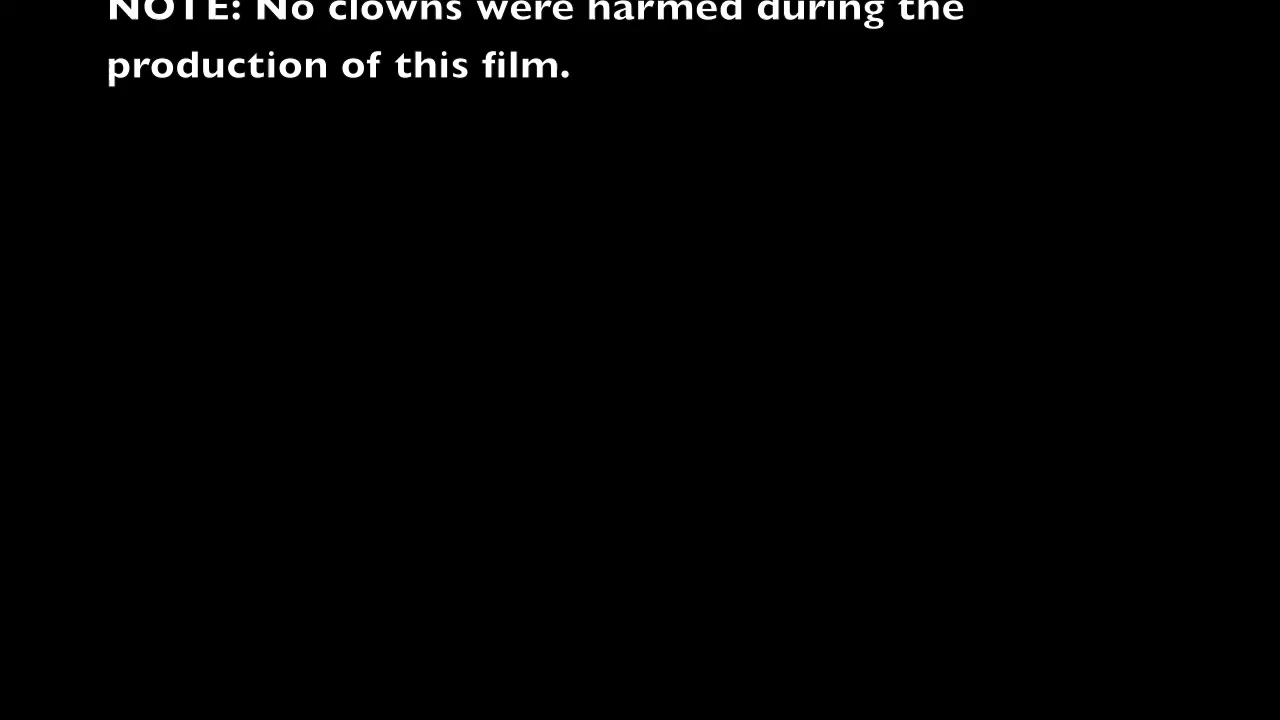 NOTE: No clowns were harmed during the
production of this film.